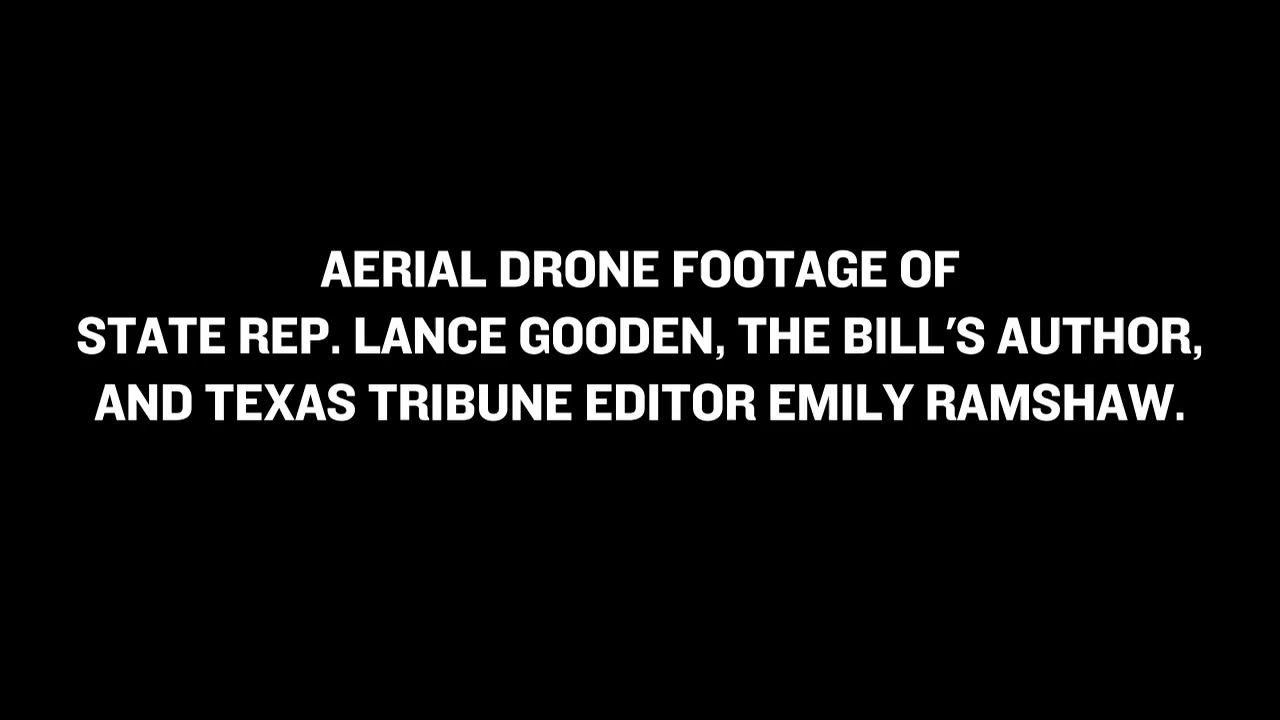 AERIAL DRONE FOOTAGE OF
STATE REP. LANCE GOODEN, THE BILL'S AUTHOR,
AND TEXAS TRIBUNE EDITOR EMILY RAMSHAW.